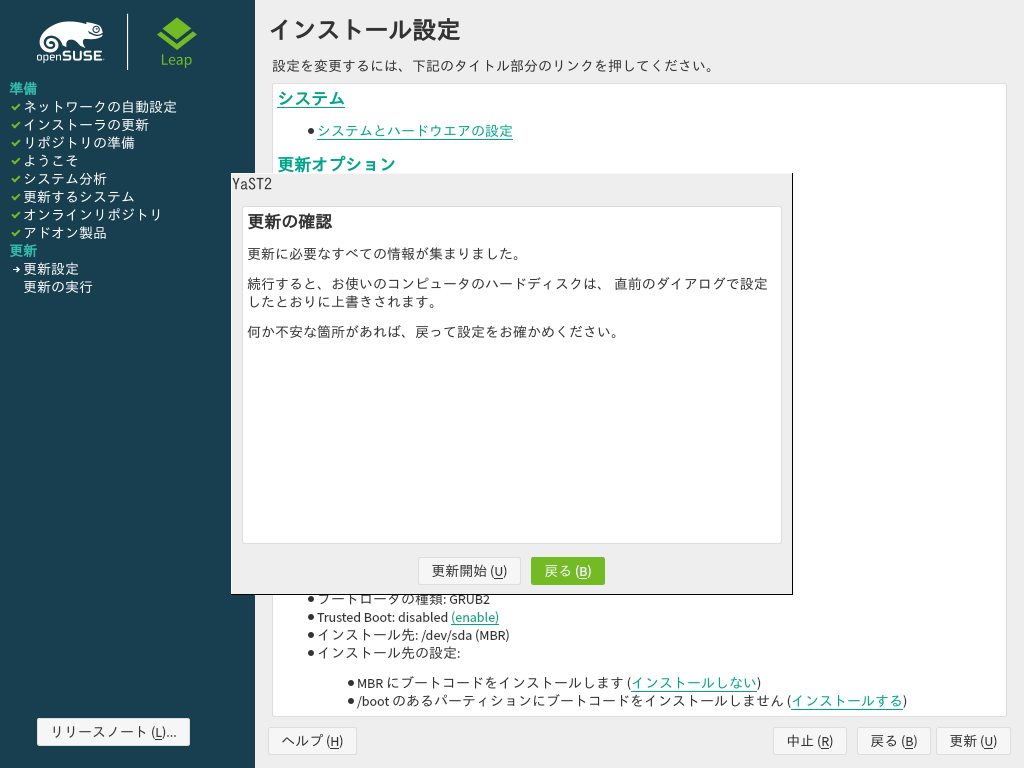 openSUSE
Leap
準備
ネットワークの自動設定
インストーラの更新
リポジトリの準備
ようこそ
システム分析
更新するシステム
オンラインリポジトリ
アドオン製品
更新
更新設定
更新の実行
リリースノート (L)...
インストール設定
設定を変更するには、下記のタイトル部分のリンクを押してください。
システム
システムとハードウエアの設定
更新オプション
YaST2
更新の確認
更新に必要なすべての情報が集まりました。
続行すると、お使いのコンピュータのハードディスクは、 直前のダイアログで設定
したとおりに上書きされます。
何か不安な箇所があれば、戻って設定をお確かめください。
更新開始 (U)
戻る (B)
ブートローダの種類: GRUB2
Trusted Boot: disabled (enable)
インストール先: /dev/sda (MBR)
インストール先の設定:
MBR にブートコードをインストールします (インストールしない)
/boot のあるパーティションにブートコードをインストールしません (インストールする)
ヘルプ (H)
中止 (R)
戻る (B)
更新 (U)